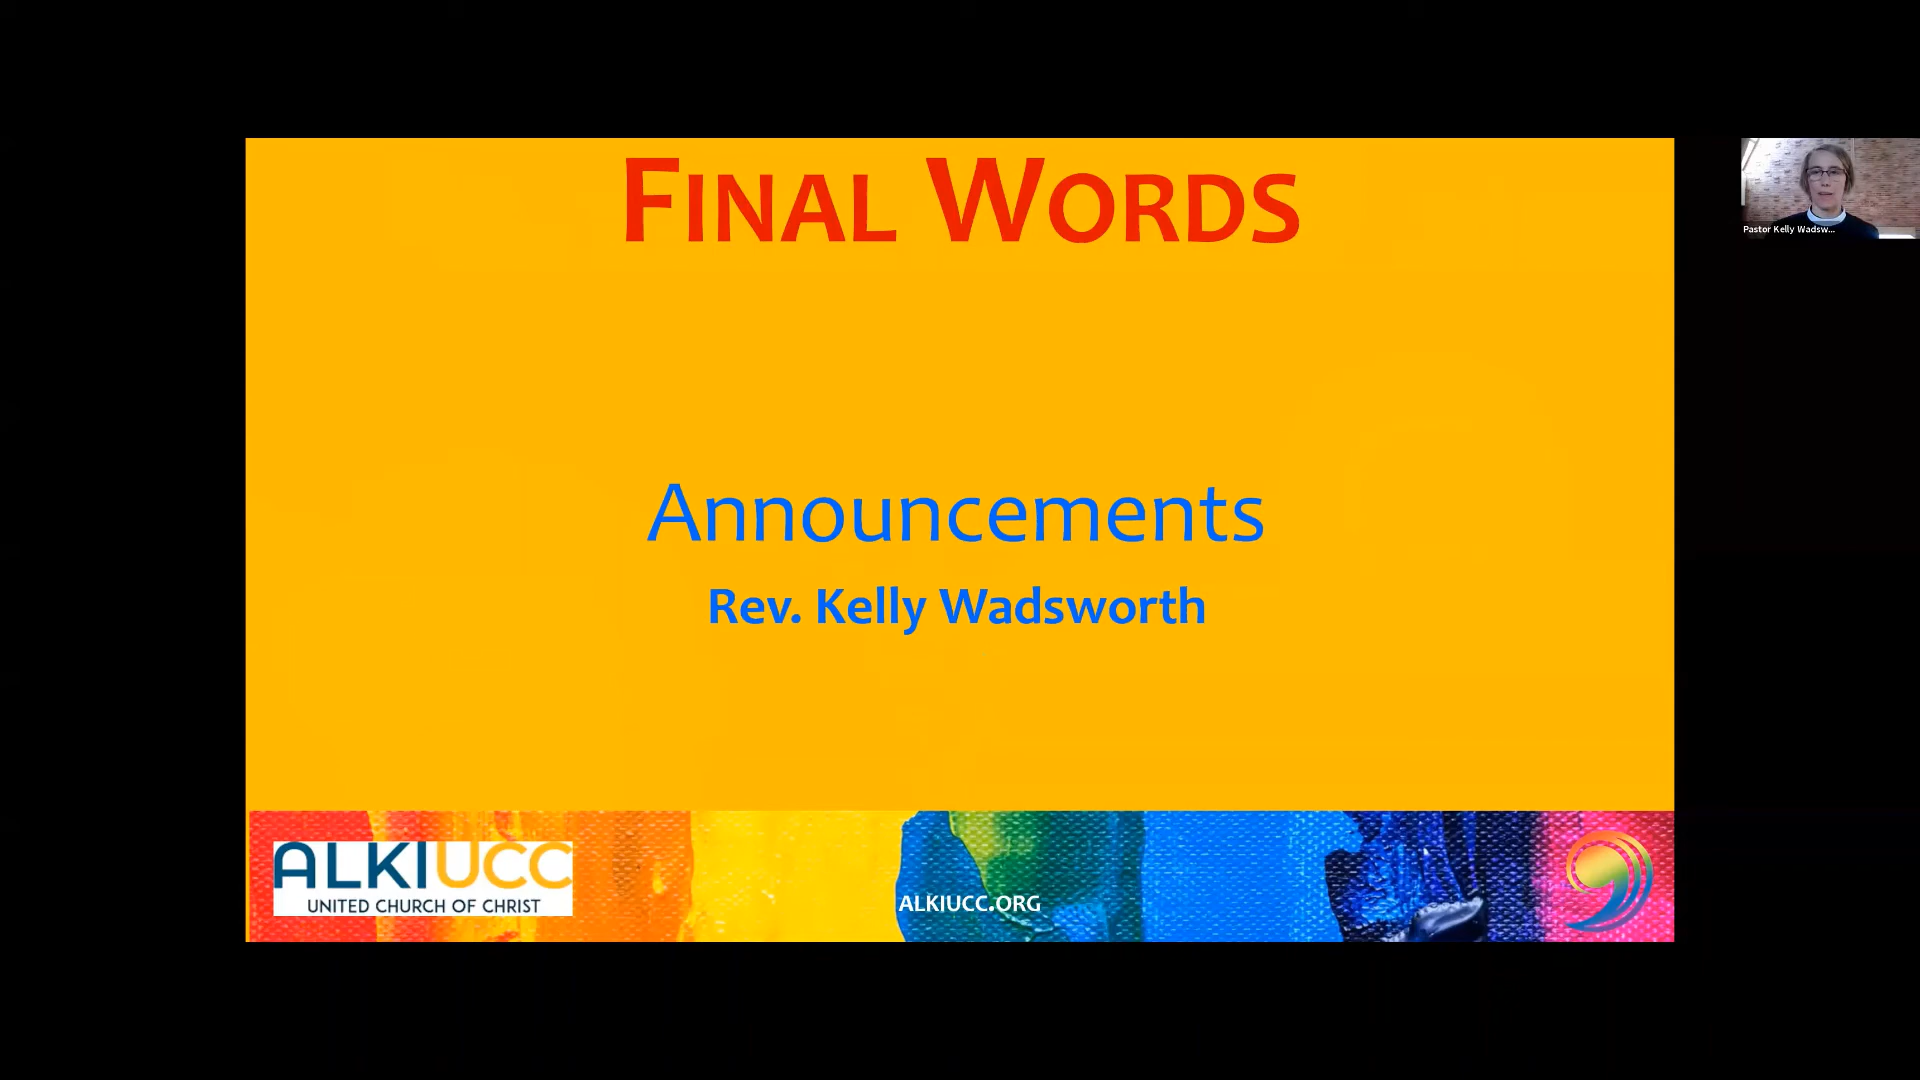 FINAL WORDS
Pastor Kelly Wadsw...
Announcements
Rev. Kelly Wadsworth
ALKIUCC
UNITED CHURCH OF CHRIST
ALKIUCC.ORG